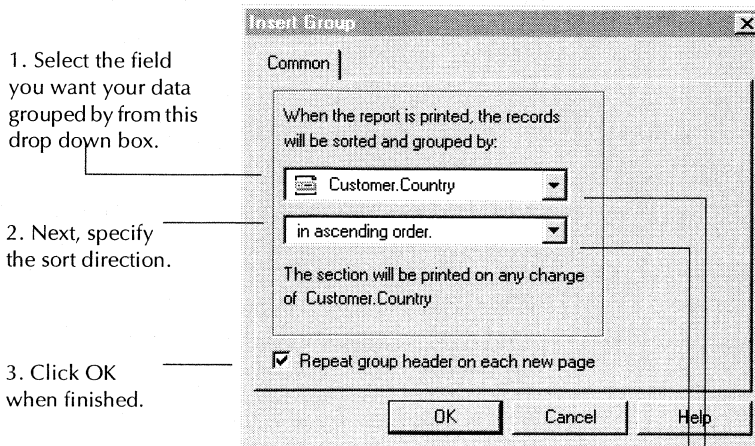 Insert Group
Common
1. Select the field
you want your data
grouped by from this
drop down box.
When the report is printed, the records
will be sorted and grouped by:
Customer.Country
in ascending order.
2. Next, specify
the sort direction.
The section will be printed on any change
of Customer.Country
Repeat group header on each new page
3. Click OK
when finished.
OK
Cancel
Help